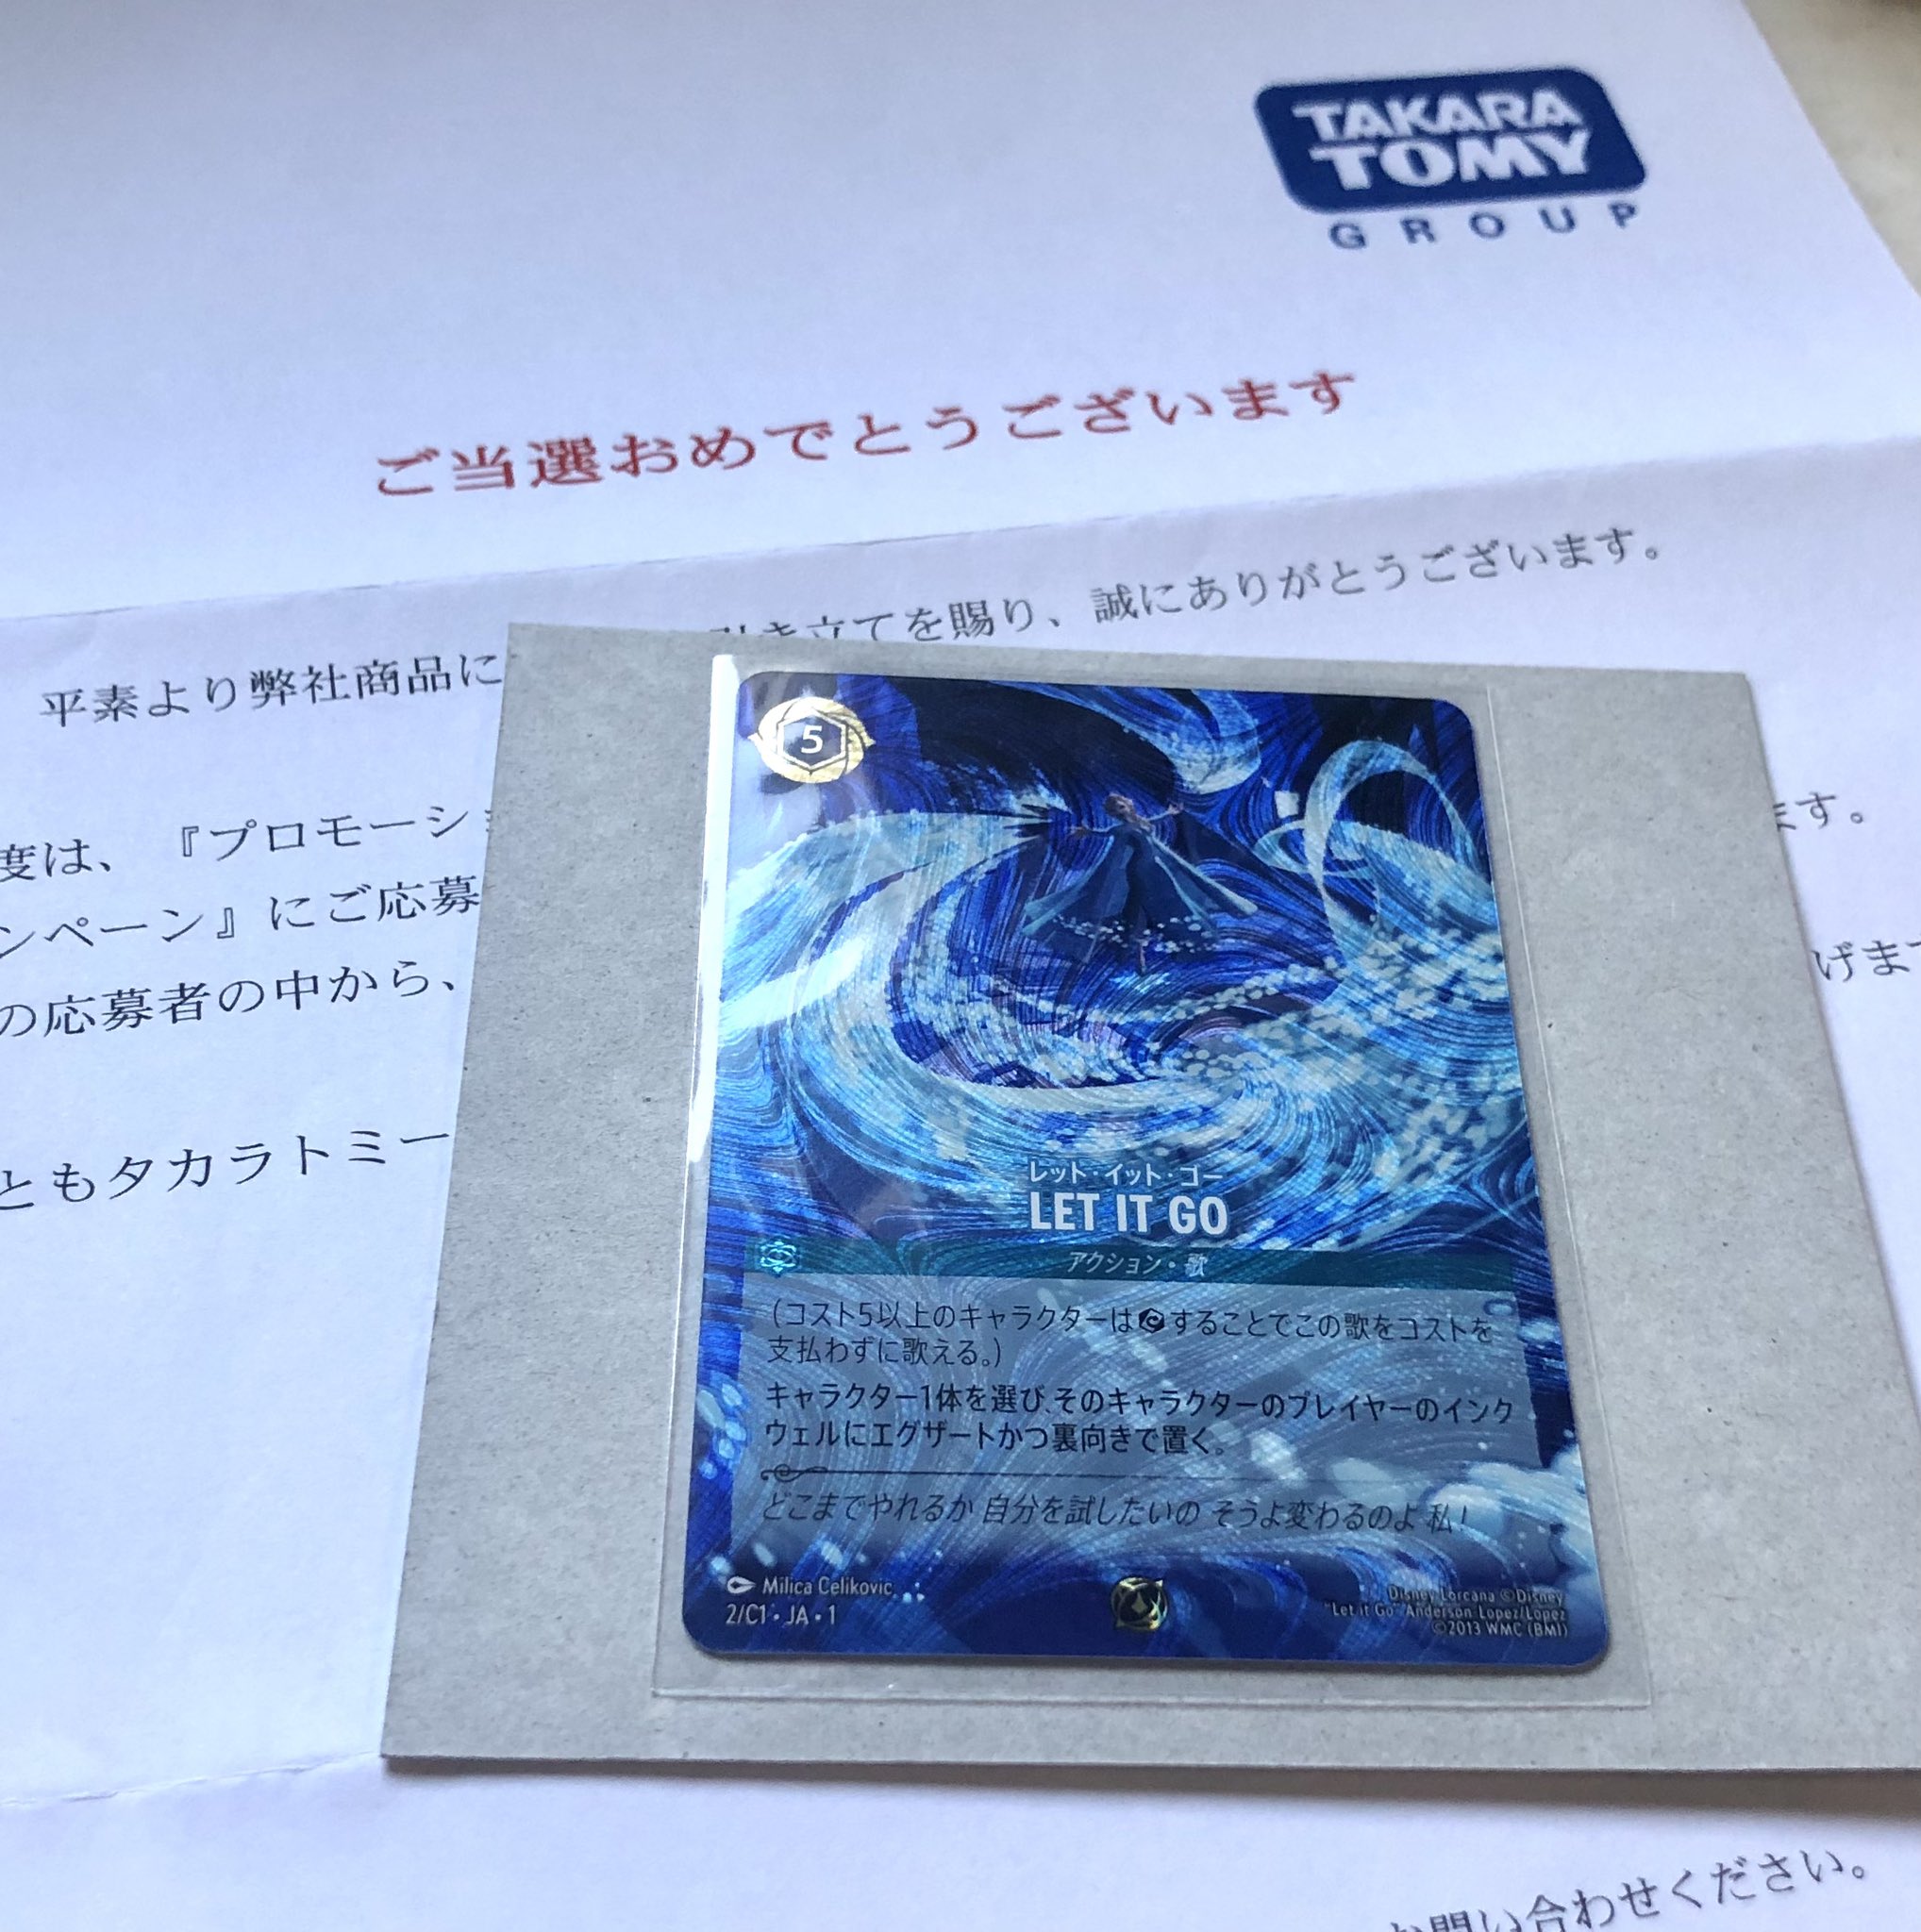 TAKARA
TOMY
GROUP
ご当選おめでとうございます
平素より弊社商品に
引き立てを賜り、誠にありがとうございます。
度は、『プロモーショ
ます。
ンペーン』にご応募
の応募者の中から、
げます
ともタカラトミー
5
レット・イット・ゴー
LET IT GO
アクション・歌
(コスト5以上のキャラクターは することでこの歌をコストを
支払わずに歌える。)
キャラクター1体を選び、そのキャラクターのプレイヤーのインク
ウェルにエグザートかつ裏向きで置く。
どこまでやれるか 自分を試したいの そうよ変わるのよ 私!
Milica Celikovic
2/C1・JA・1
Disney Lorcana ©Disney
"Let it Go" Anderson-Lopez/Lopez
©2013 WMC (BMI)
お問い合わせください。